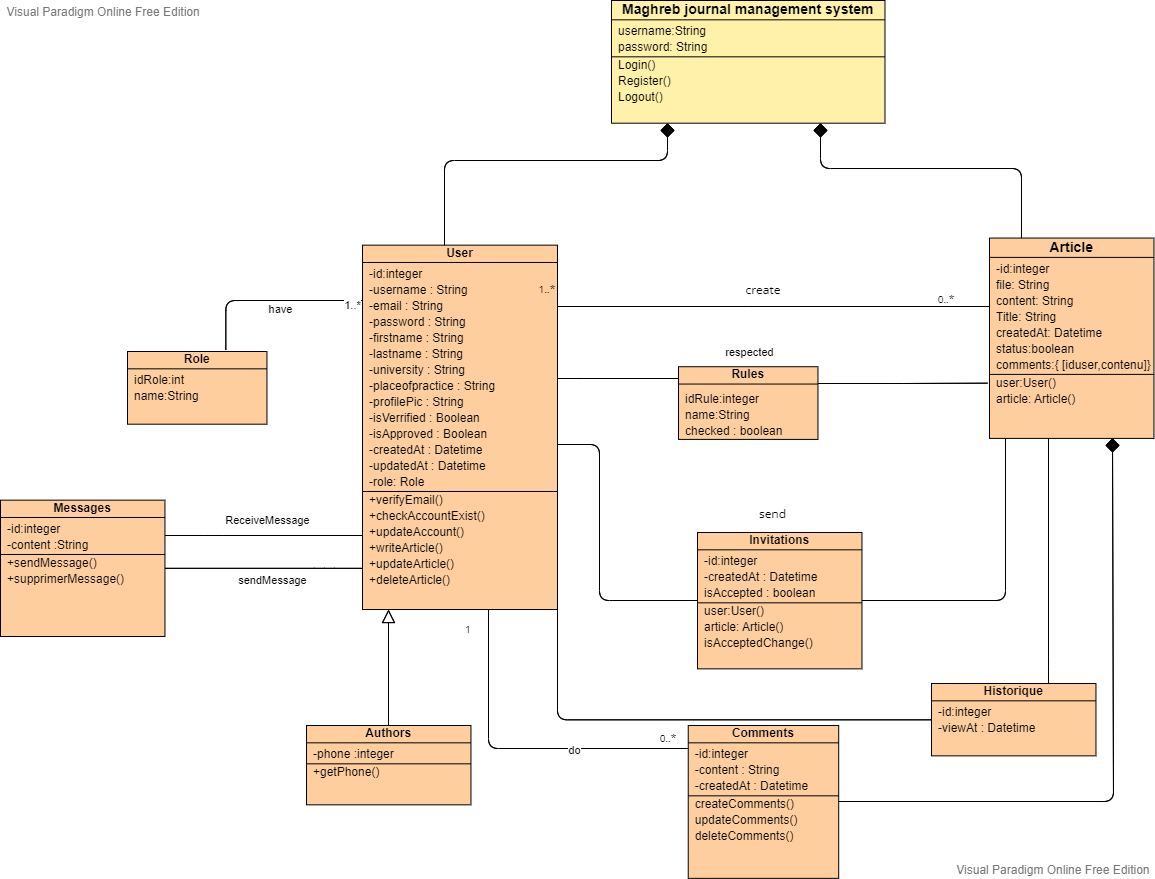 Visual Paradigm Online Free Edition
Maghreb journal management system
username:String
password: String
Login()
Register()
Logout()
User
-id:integer
-username : String
-email : String
-password : String
-firstname : String
-lastname : String
-university : String
-placeofpractice : String
-profilePic : String
-isVerrified : Boolean
-isApproved : Boolean
-createdAt : Datetime
-updatedAt : Datetime
-role: Role
+verifyEmail()
+checkAccountExist()
+updateAccount()
+writeArticle()
+updateArticle()
+deleteArticle()
1..*
create
0..*
Article
-id:integer
file: String
content: String
Title: String
createdAt: Datetime
status:boolean
comments:{ [iduser,contenu]}
user:User()
article: Article()
have
1..*
Role
idRole:int
name:String
respected
Rules
idRule:integer
name:String
checked : boolean
Messages
-id:integer
-content :String
+sendMessage()
+supprimerMessage()
ReceiveMessage
sendMessage
send
Invitations
-id:integer
-createdAt : Datetime
isAccepted : boolean
user:User()
article: Article()
isAcceptedChange()
1
Historique
-id:integer
-viewAt : Datetime
Authors
-phone :integer
+getPhone()
do
0..*
Comments
-id:integer
-content : String
-createdAt : Datetime
createComments()
updateComments()
deleteComments()
Visual Paradigm Online Free Edition